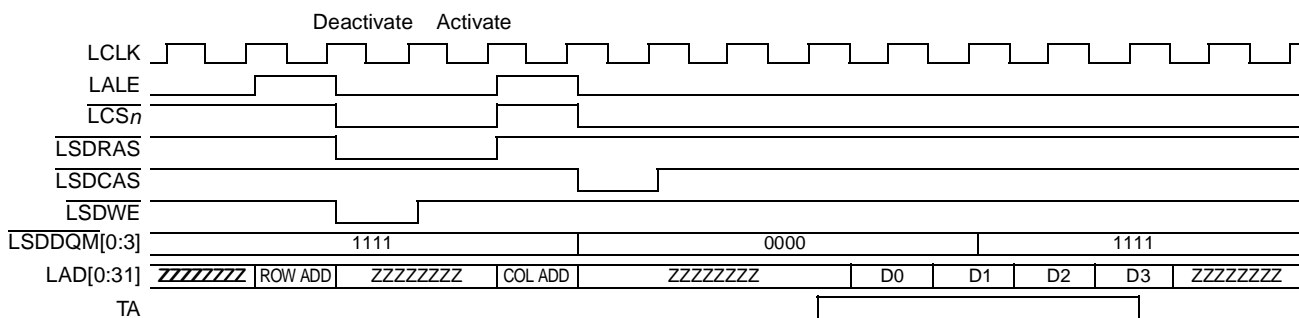 Deactivate Activate
LCLK
LALE
LCSn
LSDRAS
LSDCAS
LSDWE
LSDDQM[0:3] 1111 0000 1111
LAD[0:31] ZZZZZZZZ ROW ADD ZZZZZZZZ COL ADD ZZZZZZZZ D0 D1 D2 D3 ZZZZZZZZ
TA